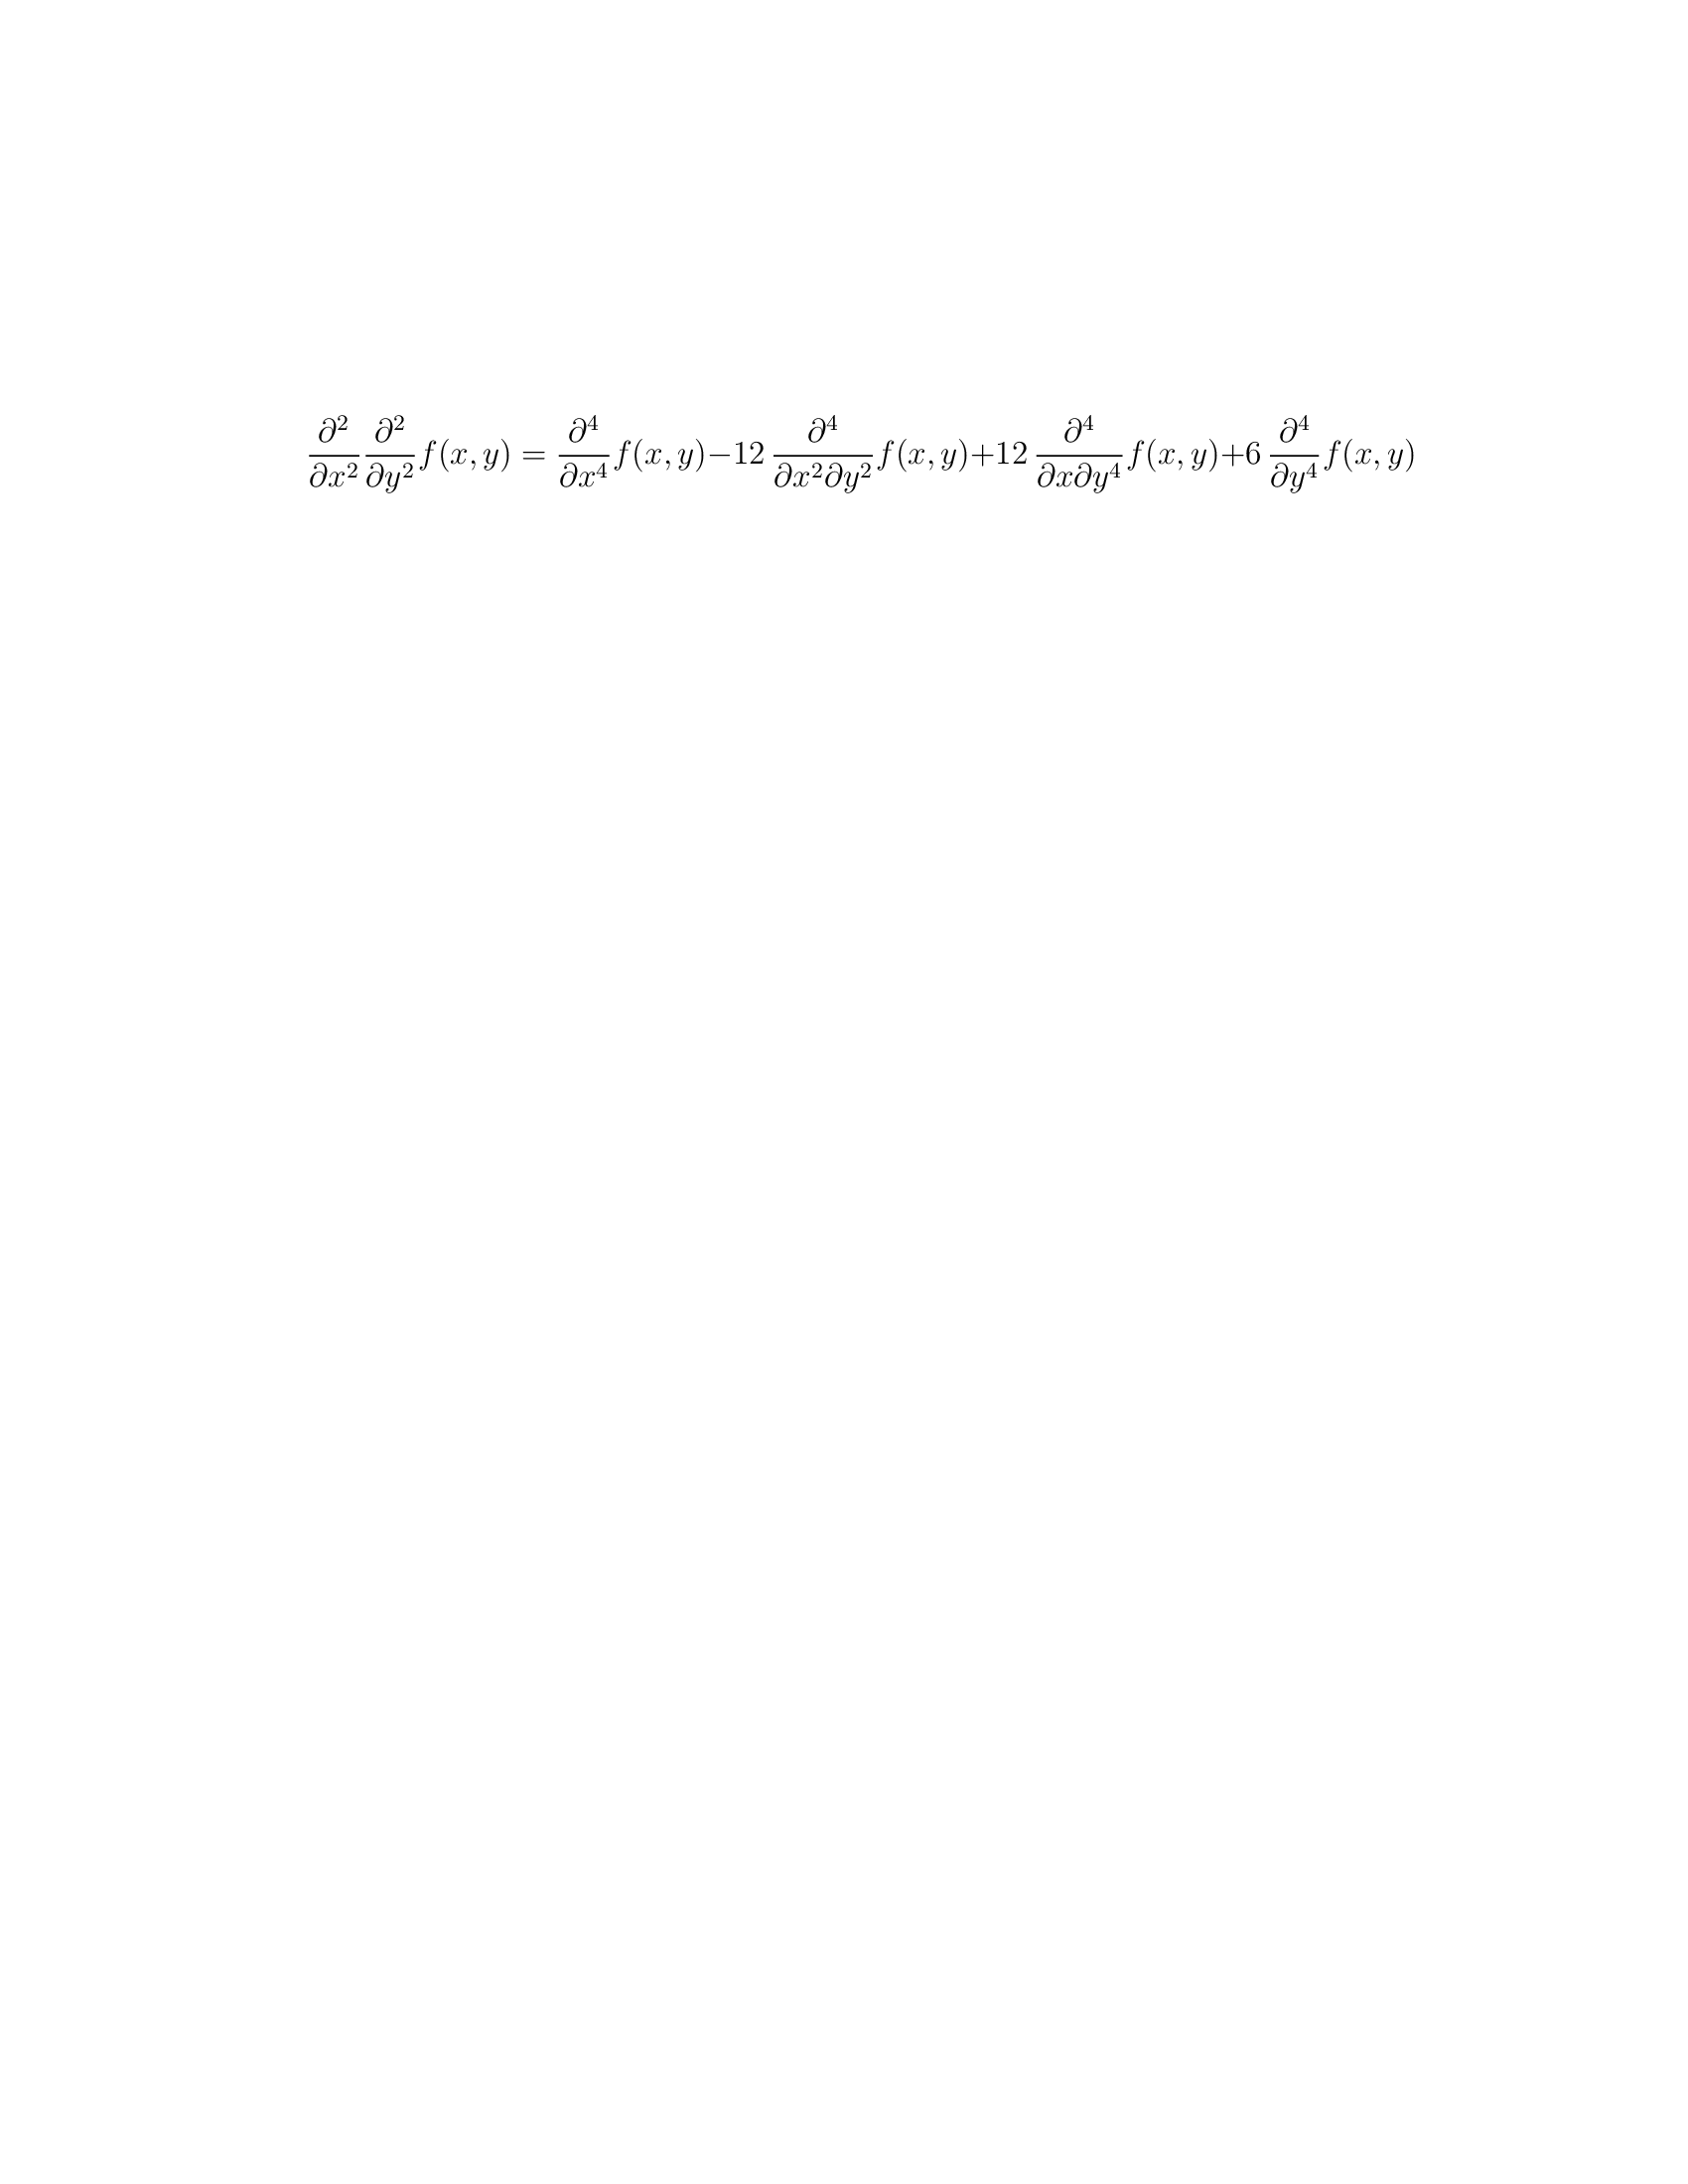 \frac{\partial^2}{\partial x^2} \frac{\partial^2}{\partial y^2} f(x, y) = \frac{\partial^4}{\partial x^4} f(x, y) - 12 \frac{\partial^4}{\partial x^2 \partial y^2} f(x, y) + 12 \frac{\partial^4}{\partial x \partial y^4} f(x, y) + 6 \frac{\partial^4}{\partial y^4} f(x, y)